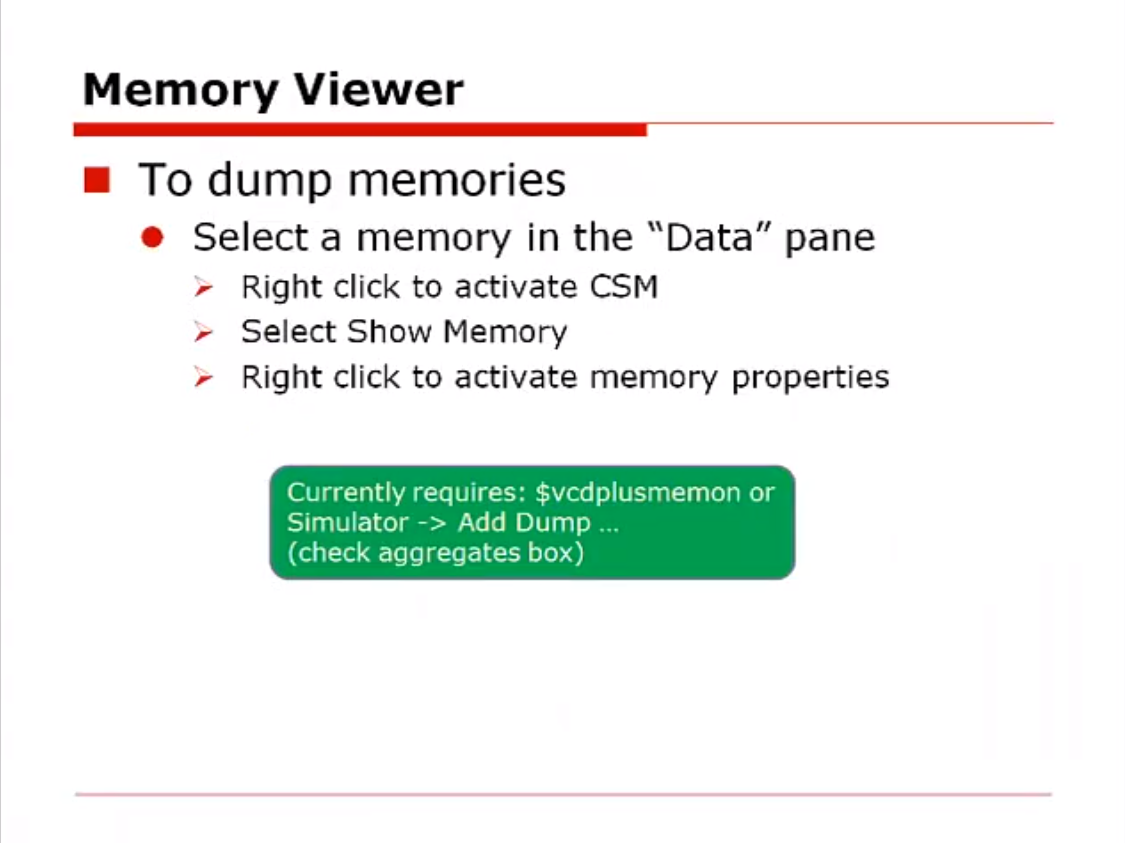 Memory Viewer
To dump memories
Select a memory in the “Data” pane
Right click to activate CSM
Select Show Memory
Right click to activate memory properties
Currently requires: $vcdplusmemon or
Simulator -> Add Dump ...
(check aggregates box)